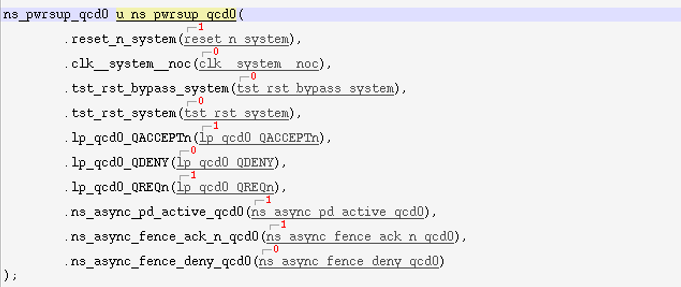 ns_pwrsup_qcd0 u_ns_pwrsup_qcd0(
1
.reset_n_system(reset_n_system),
0
.clk__system__noc(clk__system__noc),
0
.tst_rst_bypass_system(tst_rst_bypass_system),
0
.tst_rst_system(tst_rst_system),
1
.lp_qcd0_QACCEPTn(lp_qcd0_QACCEPTn),
0
.lp_qcd0_QDENY(lp_qcd0_QDENY),
1
.lp_qcd0_QREQn(lp_qcd0_QREQn),
1
.ns_async_pd_active_qcd0(ns_async_pd_active_qcd0),
1
.ns_async_fence_ack_n_qcd0(ns_async_fence_ack_n_qcd0),
0
.ns_async_fence_deny_qcd0(ns_async_fence_deny_qcd0)
);